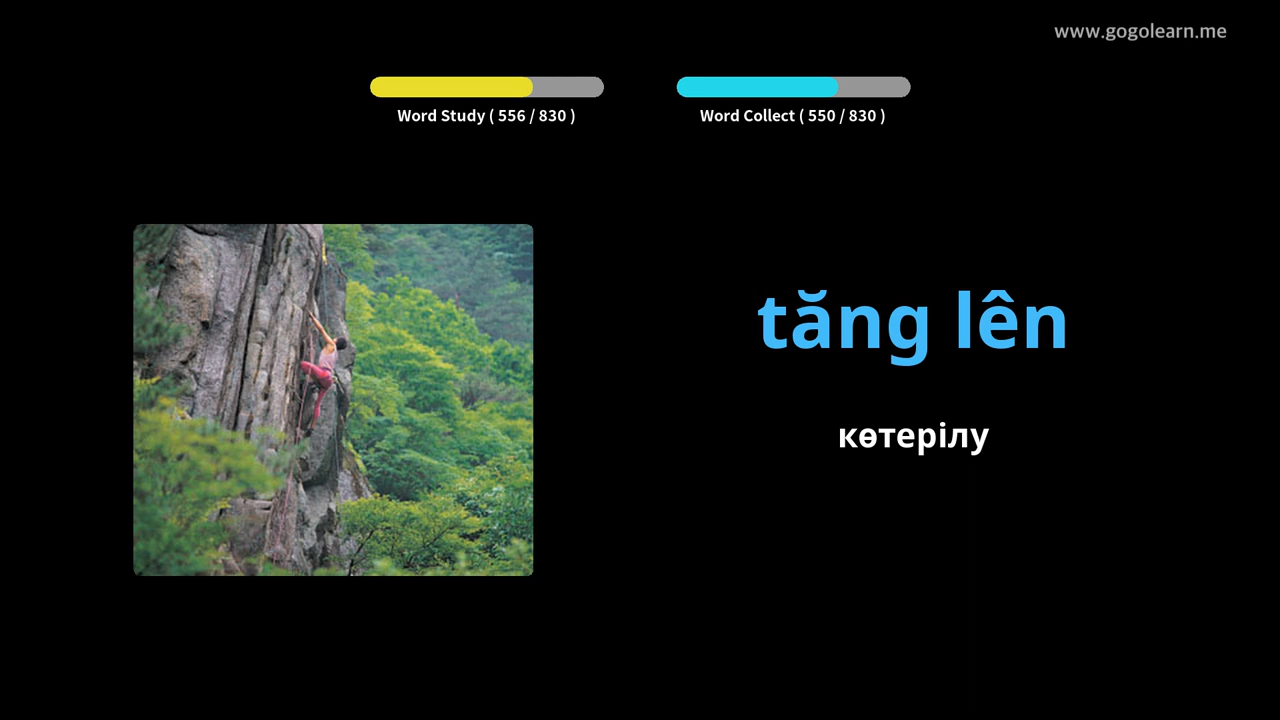 www.gogolearn.me
Word Study ( 556 / 830 )
Word Collect ( 550 / 830 )
tăng lên
көтерілу